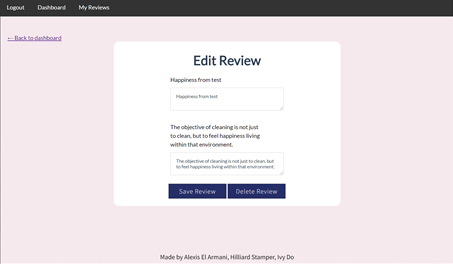 Logout Dashboard My Reviews
← Back to dashboard
Edit Review
Happiness from test
Happiness from test
The objective of cleaning is not just
to clean, but to feel happiness living
within that environment.
The objective of cleaning is not just to clean, but
to feel happiness living within that environment.
Save Review Delete Review
Made by Alexis El Armani, Hilliard Stamper, Ivy Do